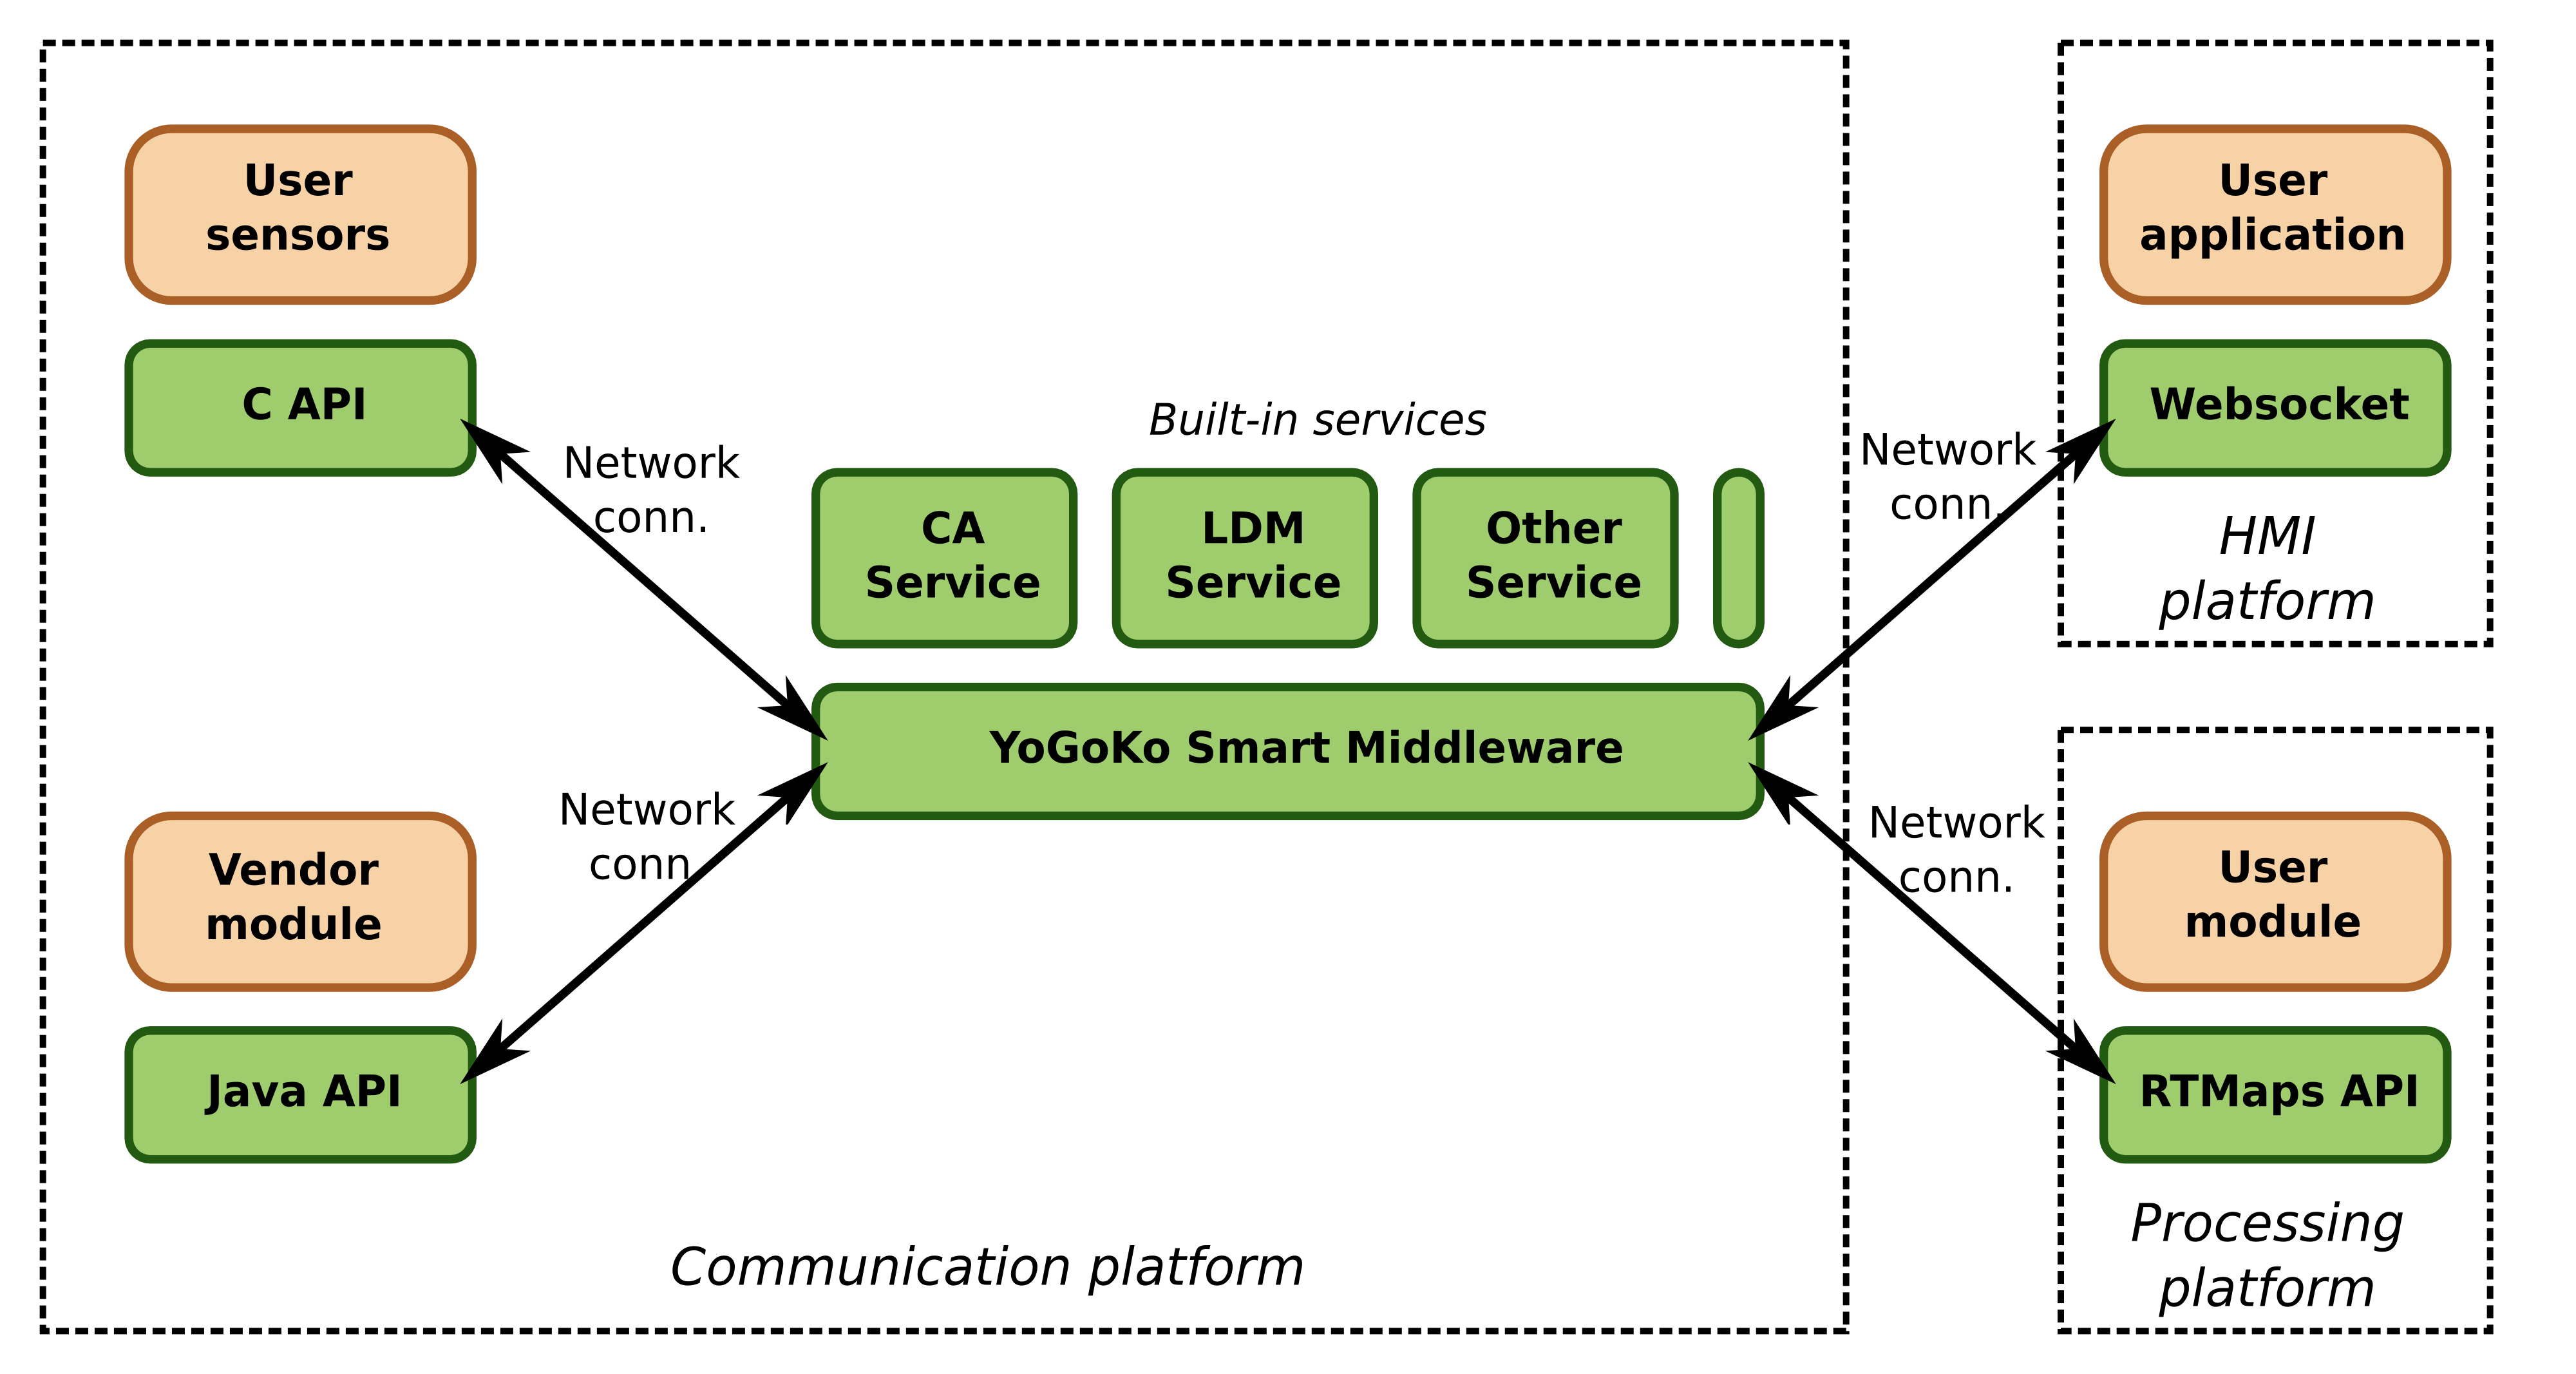 User
sensors
C API
Network
conn.
Vendor
module
Java API
Network
conn.
Built-in services
CA
Service
LDM
Service
Other
Service
YoGoKo Smart Middleware
Communication platform
Network
conn.
User
application
Websocket
HMI
platform
Network
conn.
User
module
RTMaps API
Processing
platform